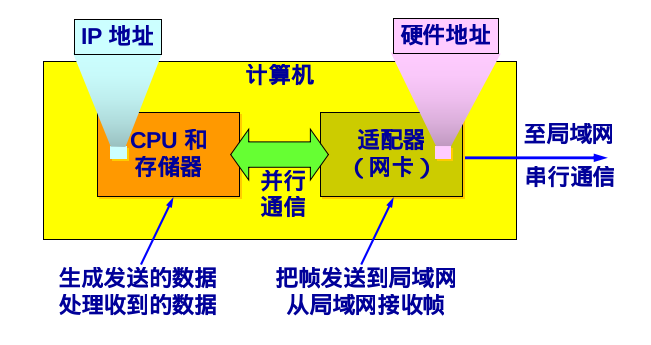 IP 地址
硬件地址
计算机
CPU 和
存储器
适配器
（网卡）
并行
通信
至局域网
串行通信
生成发送的数据
处理收到的数据
把帧发送到局域网
从局域网接收帧